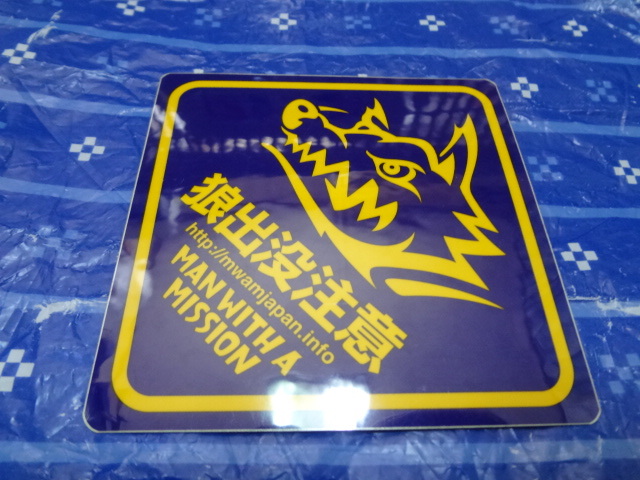 狼出没注意
http://mwamjapan.info
MAN WITH A
MISSION